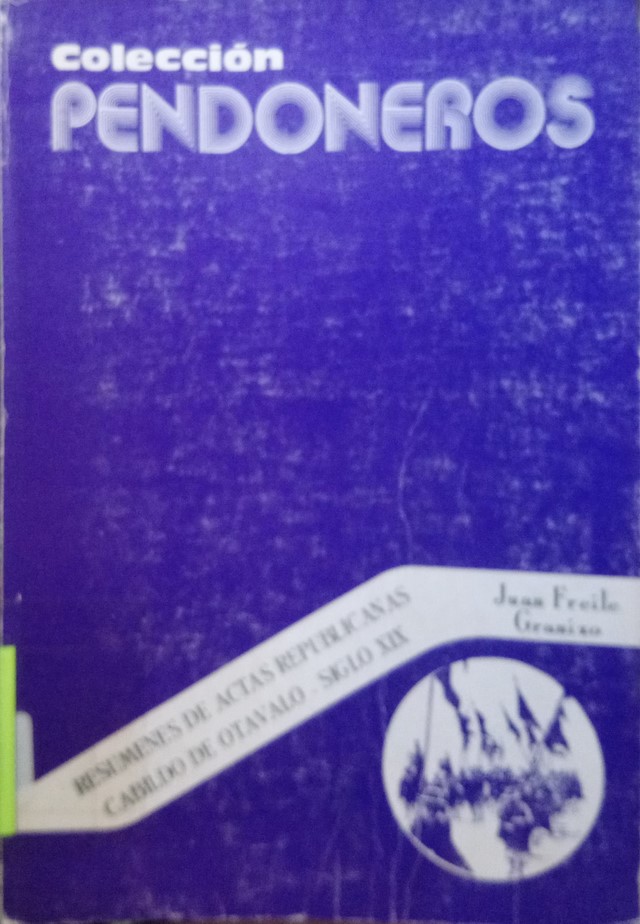 Colección
PENDONEROS
Juan Freile
Granizo
RESUMENES DE ACTAS REPUBLICANAS
CABILDO DE OTAVALO - SIGLO XIX